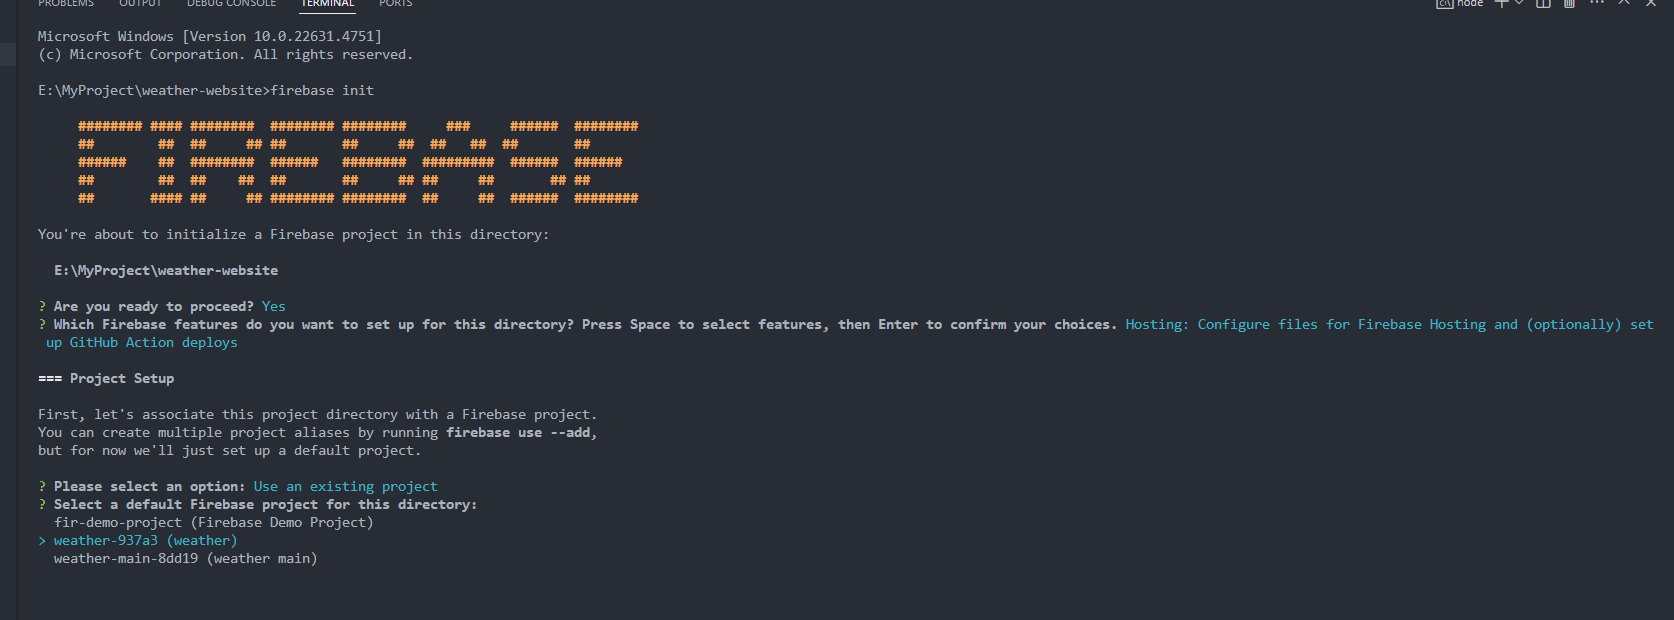 PROBLEMS OUTPUT DEBUG CONSOLE TERMINAL PORTS node
Microsoft Windows [Version 10.0.22631.4751]
(c) Microsoft Corporation. All rights reserved.
E:\MyProject\weather-website>firebase init
######## #### ######## ######## ########     ###     ###### ########
##        ##  ##     ## ##       ##     ##  ##   ##  ##       ##
######    ##  ######## ######   ######## ######### ###### ######
##        ##  ##    ##  ##       ##     ## ##     ##       ## ##
##       #### ##     ## ######## ######## ##     ## ###### ########
You're about to initialize a Firebase project in this directory:
E:\MyProject\weather-website
? Are you ready to proceed? Yes
? Which Firebase features do you want to set up for this directory? Press Space to select features, then Enter to confirm your choices. Hosting: Configure files for Firebase Hosting and (optionally) set
up GitHub Action deploys
=== Project Setup
First, let's associate this project directory with a Firebase project.
You can create multiple project aliases by running firebase use --add,
but for now we'll just set up a default project.
? Please select an option: Use an existing project
? Select a default Firebase project for this directory:
fir-demo-project (Firebase Demo Project)
> weather-937a3 (weather)
weather-main-8dd19 (weather main)